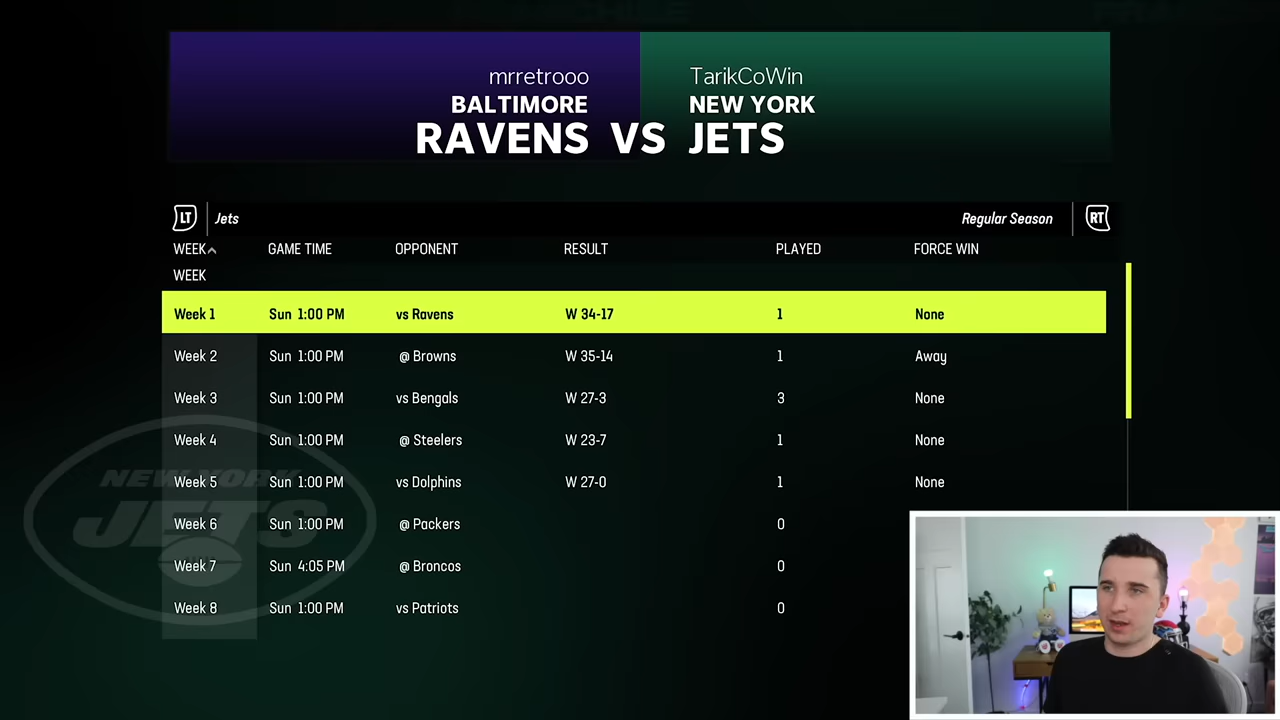 mrretrooo TarikCoWin
BALTIMORE NEW YORK
RAVENS VS JETS
LT Jets Regular Season RT
WEEK GAME TIME OPPONENT RESULT PLAYED FORCE WIN
WEEK
Week 1 Sun 1:00 PM vs Ravens W 34-17 1 None
Week 2 Sun 1:00 PM @ Browns W 35-14 1 Away
Week 3 Sun 1:00 PM vs Bengals W 27-3 3 None
Week 4 Sun 1:00 PM @ Steelers W 23-7 1 None
Week 5 Sun 1:00 PM vs Dolphins W 27-0 1 None
Week 6 Sun 1:00 PM @ Packers 0
Week 7 Sun 4:05 PM @ Broncos 0
Week 8 Sun 1:00 PM vs Patriots 0
NEW YORK
JETS